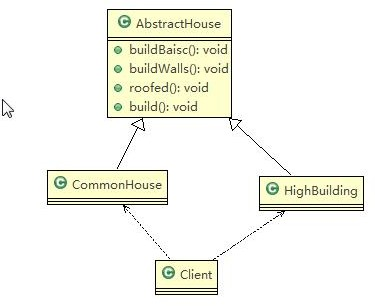 AbstractHouse
buildBaisc(): void
buildWalls(): void
roofed(): void
build(): void
CommonHouse
HighBuilding
Client